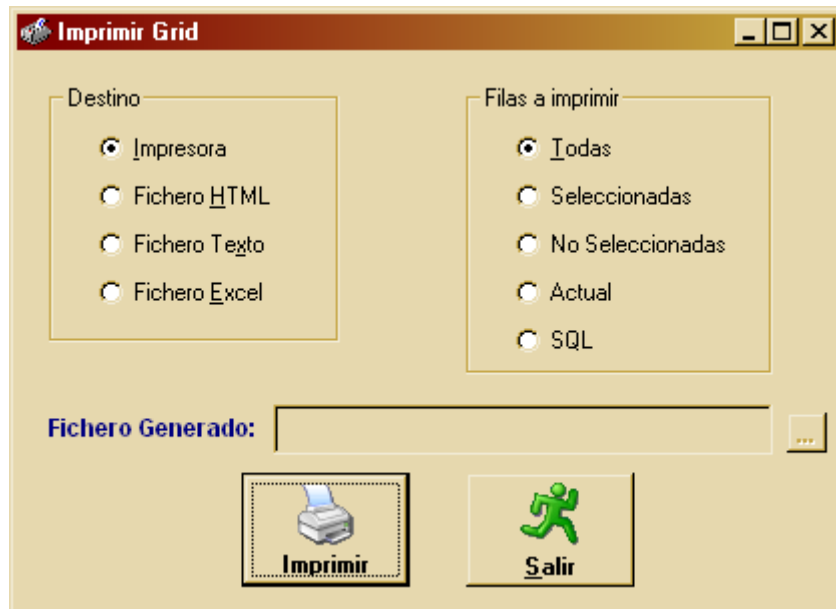 Imprimir Grid
Destino
Impresora
Fichero HTML
Fichero Texto
Fichero Excel
Filas a imprimir
Todas
Seleccionadas
No Seleccionadas
Actual
SQL
Fichero Generado:
...
Imprimir
Salir